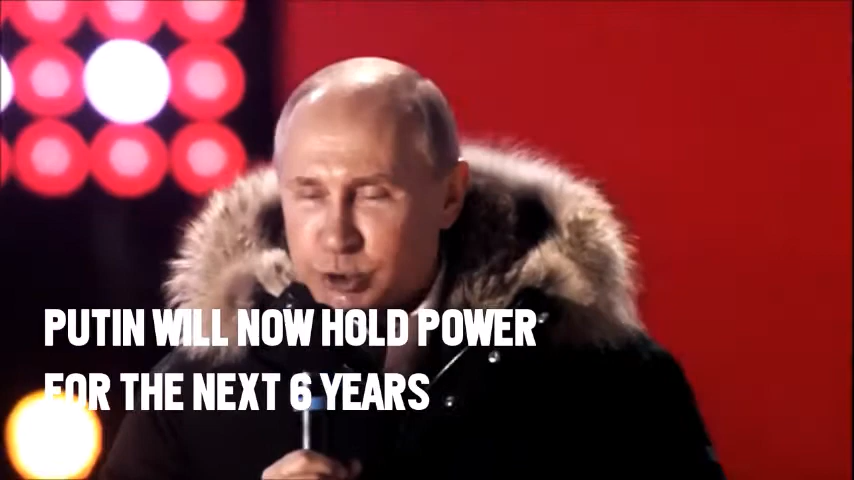 PUTIN WILL NOW HOLD POWER
FOR THE NEXT 6 YEARS